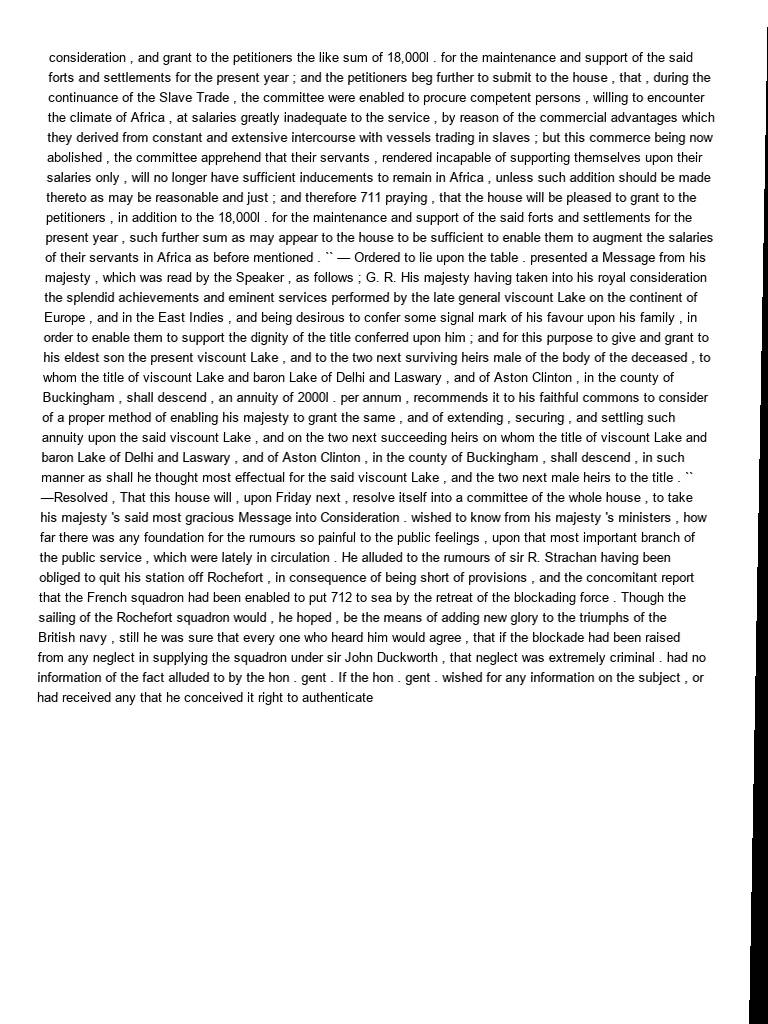 consideration , and grant to the petitioners the like sum of 18,000l . for the maintenance and support of the said
forts and settlements for the present year ; and the petitioners beg further to submit to the house , that , during the
continuance of the Slave Trade , the committee were enabled to procure competent persons , willing to encounter
the climate of Africa , at salaries greatly inadequate to the service , by reason of the commercial advantages which
they derived from constant and extensive intercourse with vessels trading in slaves ; but this commerce being now
abolished , the committee apprehend that their servants , rendered incapable of supporting themselves upon their
salaries only , will no longer have sufficient inducements to remain in Africa , unless such addition should be made
thereto as may be reasonable and just ; and therefore 711 praying , that the house will be pleased to grant to the
petitioners , in addition to the 18,000l . for the maintenance and support of the said forts and settlements for the
present year , such further sum as may appear to the house to be sufficient to enable them to augment the salaries
of their servants in Africa as before mentioned . `` — Ordered to lie upon the table . presented a Message from his
majesty , which was read by the Speaker , as follows ; G. R. His majesty having taken into his royal consideration
the splendid achievements and eminent services performed by the late general viscount Lake on the continent of
Europe , and in the East Indies , and being desirous to confer some signal mark of his favour upon his family , in
order to enable them to support the dignity of the title conferred upon him ; and for this purpose to give and grant to
his eldest son the present viscount Lake , and to the two next surviving heirs male of the body of the deceased , to
whom the title of viscount Lake and baron Lake of Delhi and Laswary , and of Aston Clinton , in the county of
Buckingham , shall descend , an annuity of 2000l . per annum , recommends it to his faithful commons to consider
of a proper method of enabling his majesty to grant the same , and of extending , securing , and settling such
annuity upon the said viscount Lake , and on the two next succeeding heirs on whom the title of viscount Lake and
baron Lake of Delhi and Laswary , and of Aston Clinton , in the county of Buckingham , shall descend , in such
manner as shall he thought most effectual for the said viscount Lake , and the two next male heirs to the title . ``
—Resolved , That this house will , upon Friday next , resolve itself into a committee of the whole house , to take
his majesty 's said most gracious Message into Consideration . wished to know from his majesty 's ministers , how
far there was any foundation for the rumours so painful to the public feelings , upon that most important branch of
the public service , which were lately in circulation . He alluded to the rumours of sir R. Strachan having been
obliged to quit his station off Rochefort , in consequence of being short of provisions , and the concomitant report
that the French squadron had been enabled to put 712 to sea by the retreat of the blockading force . Though the
sailing of the Rochefort squadron would , he hoped , be the means of adding new glory to the triumphs of the
British navy , still he was sure that every one who heard him would agree , that if the blockade had been raised
from any neglect in supplying the squadron under sir John Duckworth , that neglect was extremely criminal . had no
information of the fact alluded to by the hon . gent . If the hon . gent . wished for any information on the subject , or
had received any that he conceived it right to authenticate